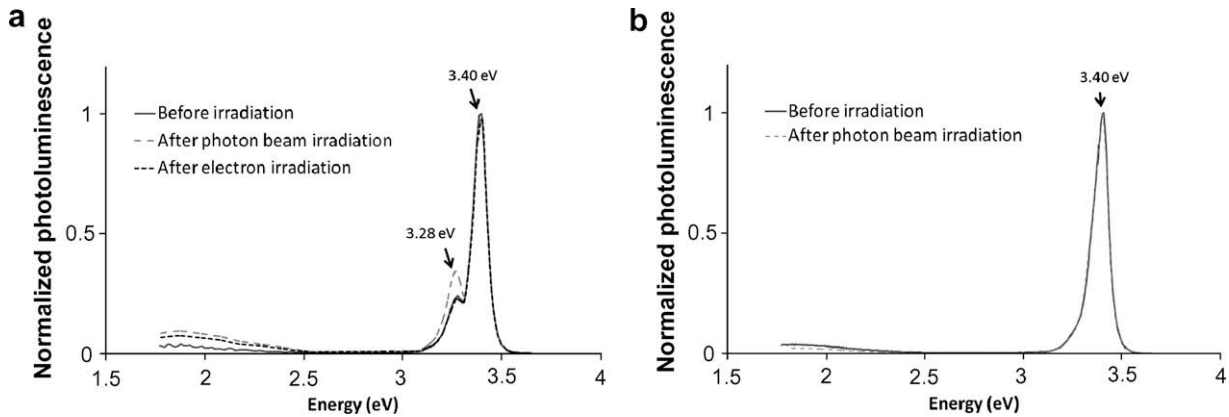 a
Normalized photoluminescence
1
0.5
0
Before irradiation
After photon beam irradiation
After electron irradiation
3.40 eV
3.28 eV
1.5 2 2.5 3 3.5 4
Energy (eV)
b
Normalized photoluminescence
1
0.5
0
Before irradiation
After photon beam irradiation
3.40 eV
1.5 2 2.5 3 3.5 4
Energy (eV)